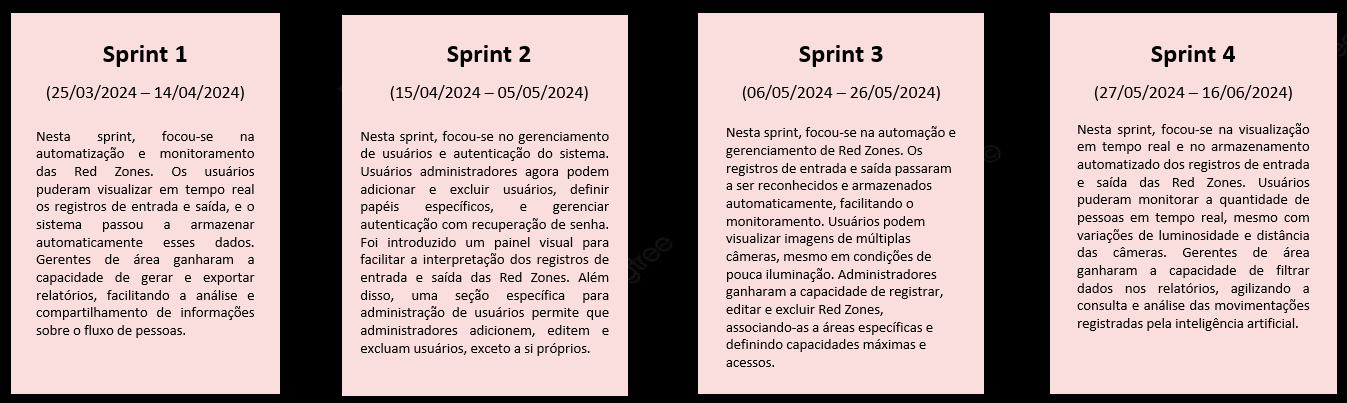 Sprint 1
(25/03/2024 – 14/04/2024)
Nesta sprint, focou-se na
automatização e monitoramento
das Red Zones. Os usuários
puderam visualizar em tempo real
os registros de entrada e saída, e o
sistema passou a armazenar
automaticamente esses dados.
Gerentes de área ganharam a
capacidade de gerar e exportar
relatórios, facilitando a análise e
compartilhamento de informações
sobre o fluxo de pessoas.
Sprint 2
(15/04/2024 – 05/05/2024)
Nesta sprint, focou-se no gerenciamento
de usuários e autenticação do sistema.
Usuários administradores agora podem
adicionar e excluir usuários, definir
papéis específicos, e gerenciar
autenticação com recuperação de senha.
Foi introduzido um painel visual para
facilitar a interpretação dos registros de
entrada e saída das Red Zones. Além
disso, uma seção específica para
administração de usuários permite que
administradores adicionem, editem e
excluam usuários, exceto a si próprios.
Sprint 3
(06/05/2024 – 26/05/2024)
Nesta sprint, focou-se na automação e
gerenciamento de Red Zones. Os
registros de entrada e saída passaram
a ser reconhecidos e armazenados
automaticamente, facilitando o
monitoramento. Usuários podem
visualizar imagens de múltiplas
câmeras, mesmo em condições de
pouca iluminação. Administradores
ganharam a capacidade de registrar,
editar e excluir Red Zones,
associando-as a áreas específicas e
definindo capacidades máximas e
acessos.
Sprint 4
(27/05/2024 – 16/06/2024)
Nesta sprint, focou-se na visualização
em tempo real e no armazenamento
automatizado dos registros de entrada
e saída das Red Zones. Usuários
puderam monitorar a quantidade de
pessoas em tempo real, mesmo com
variações de luminosidade e distância
das câmeras. Gerentes de área
ganharam a capacidade de filtrar
dados nos relatórios, agilizando a
consulta e análise das movimentações
registradas pela inteligência artificial.